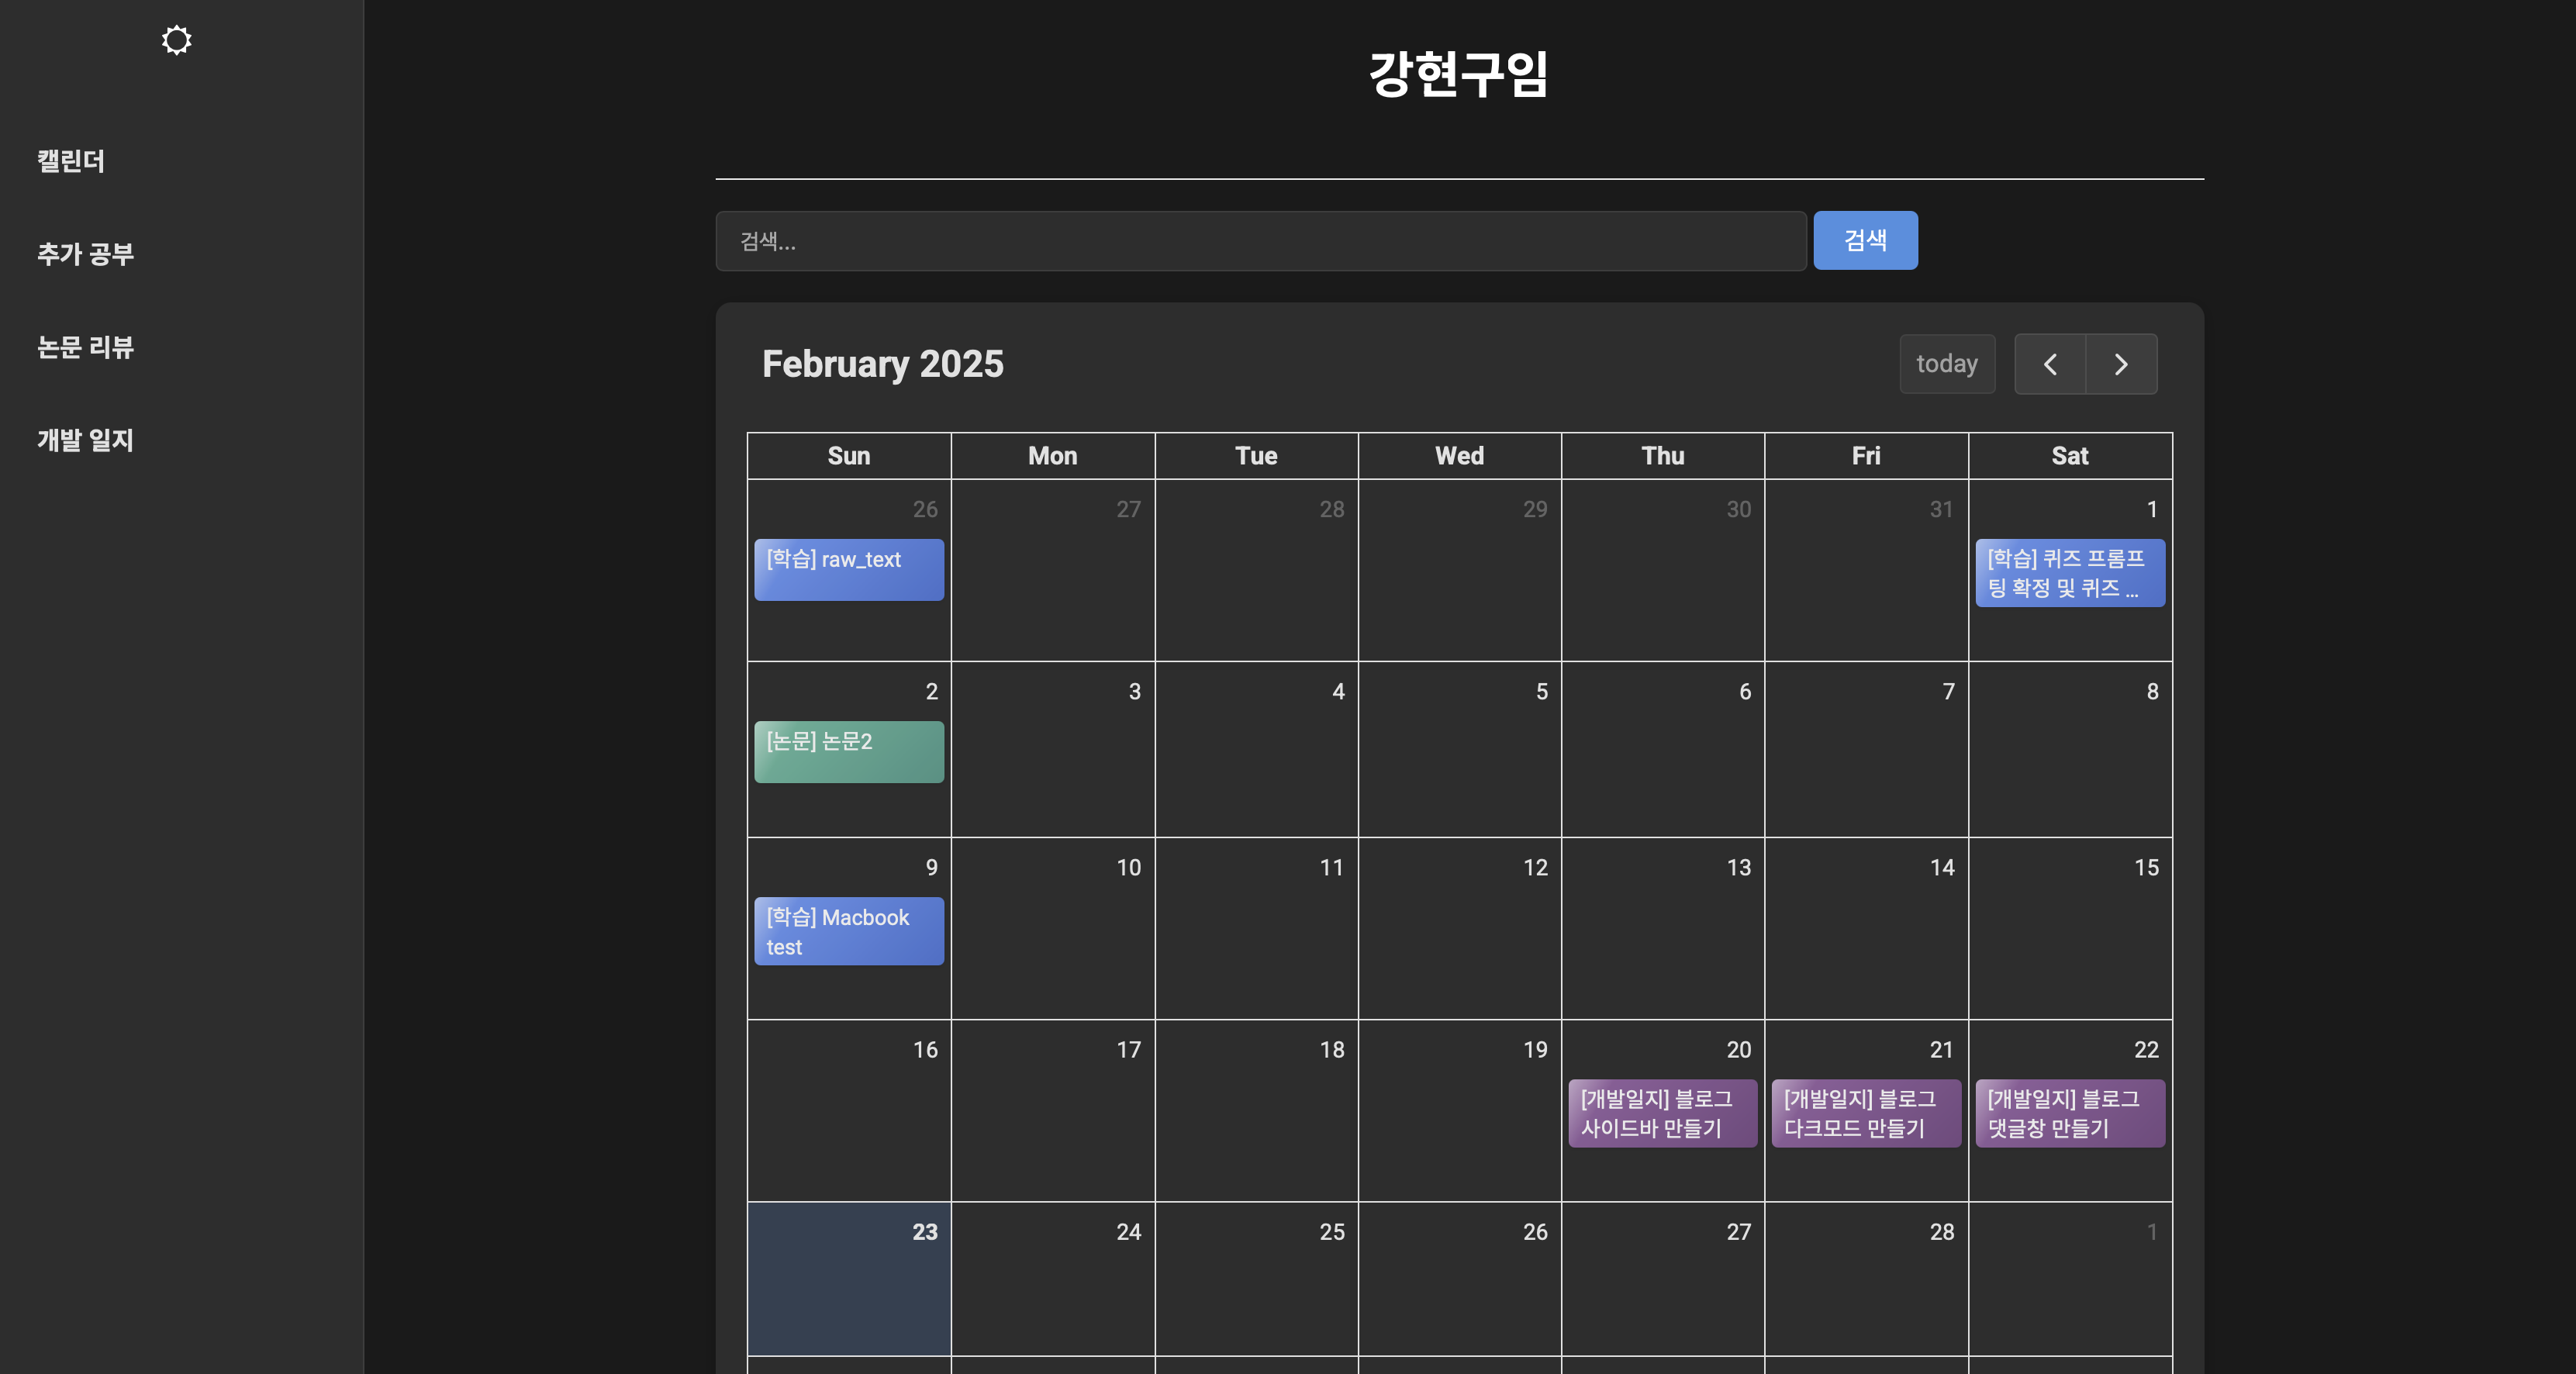 강현구임
캘린더
추가 공부
논문 리뷰
개발 일지
검색...
검색
February 2025
today
Sun Mon Tue Wed Thu Fri Sat
26 27 28 29 30 31 1
[학습] raw_text
[학습] 퀴즈 프롬프
팅 확정 및 퀴즈 ...
2 3 4 5 6 7 8
[논문] 논문2
9 10 11 12 13 14 15
[학습] Macbook
test
16 17 18 19 20 21 22
[개발일지] 블로그
사이드바 만들기
[개발일지] 블로그
다크모드 만들기
[개발일지] 블로그
댓글창 만들기
23 24 25 26 27 28 1